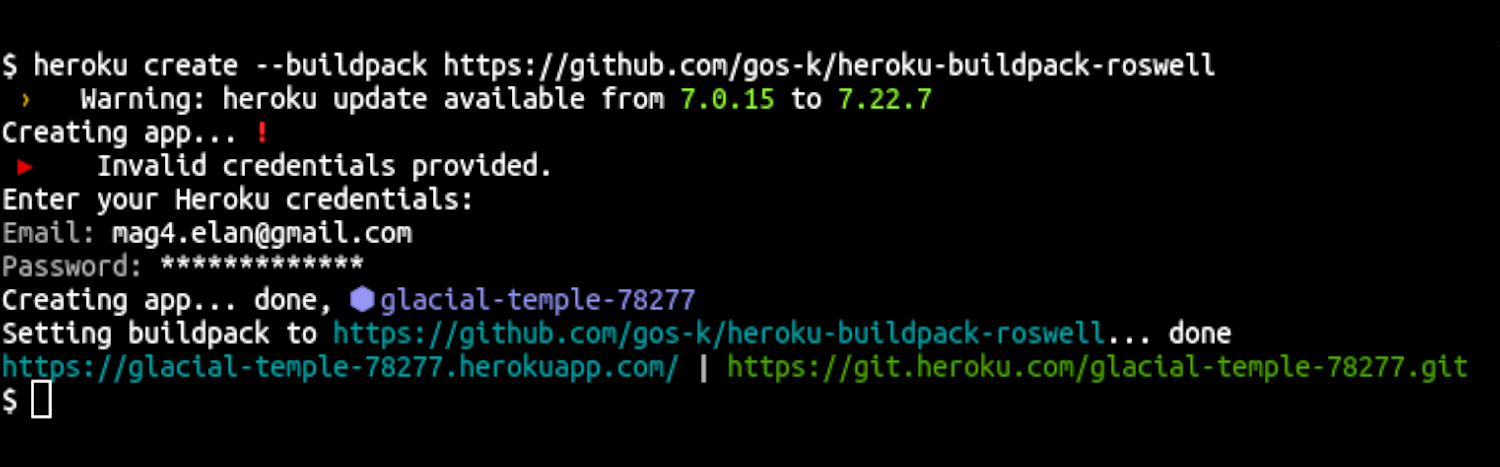 $ heroku create --buildpack https://github.com/gos-k/heroku-buildpack-roswell
› Warning: heroku update available from 7.0.15 to 7.22.7
Creating app... !
▸ Invalid credentials provided.
Enter your Heroku credentials:
Email: mag4.elan@gmail.com
Password: *************
Creating app... done, ⬢ glacial-temple-78277
Setting buildpack to https://github.com/gos-k/heroku-buildpack-roswell... done
https://glacial-temple-78277.herokuapp.com/ | https://git.heroku.com/glacial-temple-78277.git
$